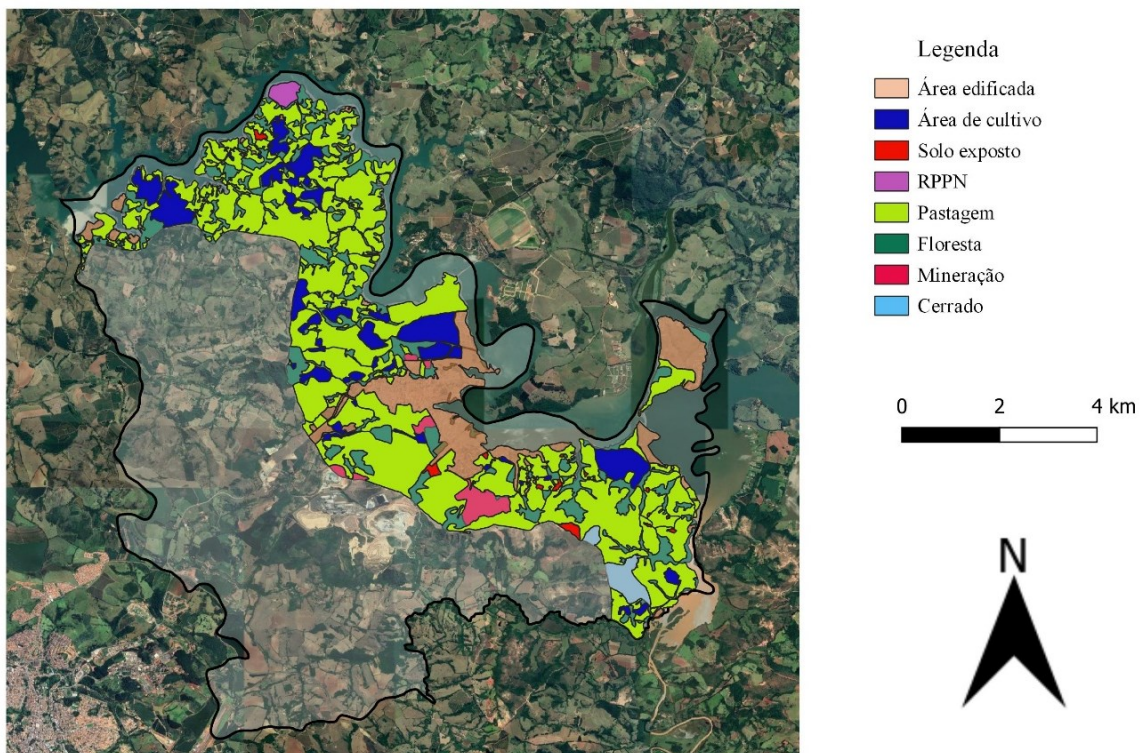 Legenda
Área edificada
Área de cultivo
Solo exposto
RPPN
Pastagem
Floresta
Mineração
Cerrado
0 2 4 km
N